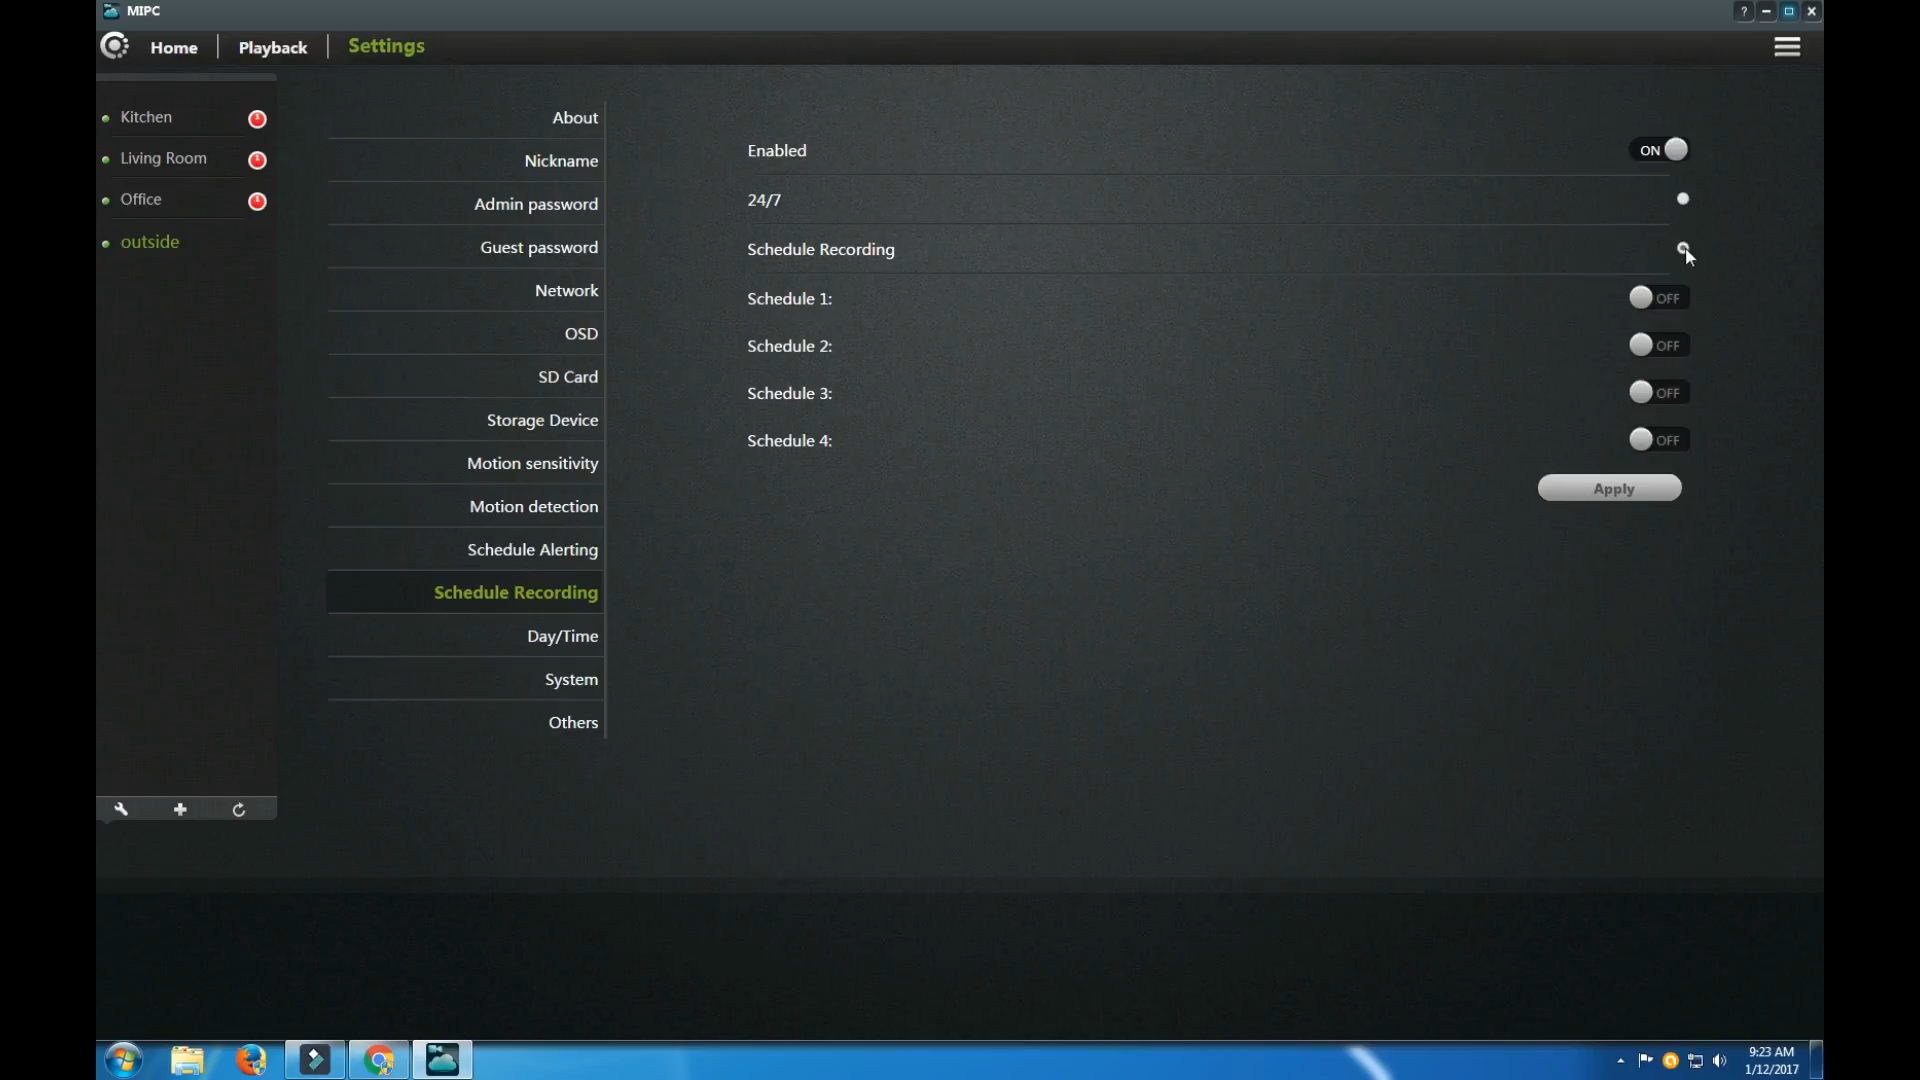 MIPC
?
Home
Playback
Settings
Kitchen
Living Room
Office
outside
About
Nickname
Admin password
Guest password
Network
OSD
SD Card
Storage Device
Motion sensitivity
Motion detection
Schedule Alerting
Schedule Recording
Day/Time
System
Others
Enabled
ON
24/7
Schedule Recording
Schedule 1:
OFF
Schedule 2:
OFF
Schedule 3:
OFF
Schedule 4:
OFF
Apply
9:23 AM
1/12/2017